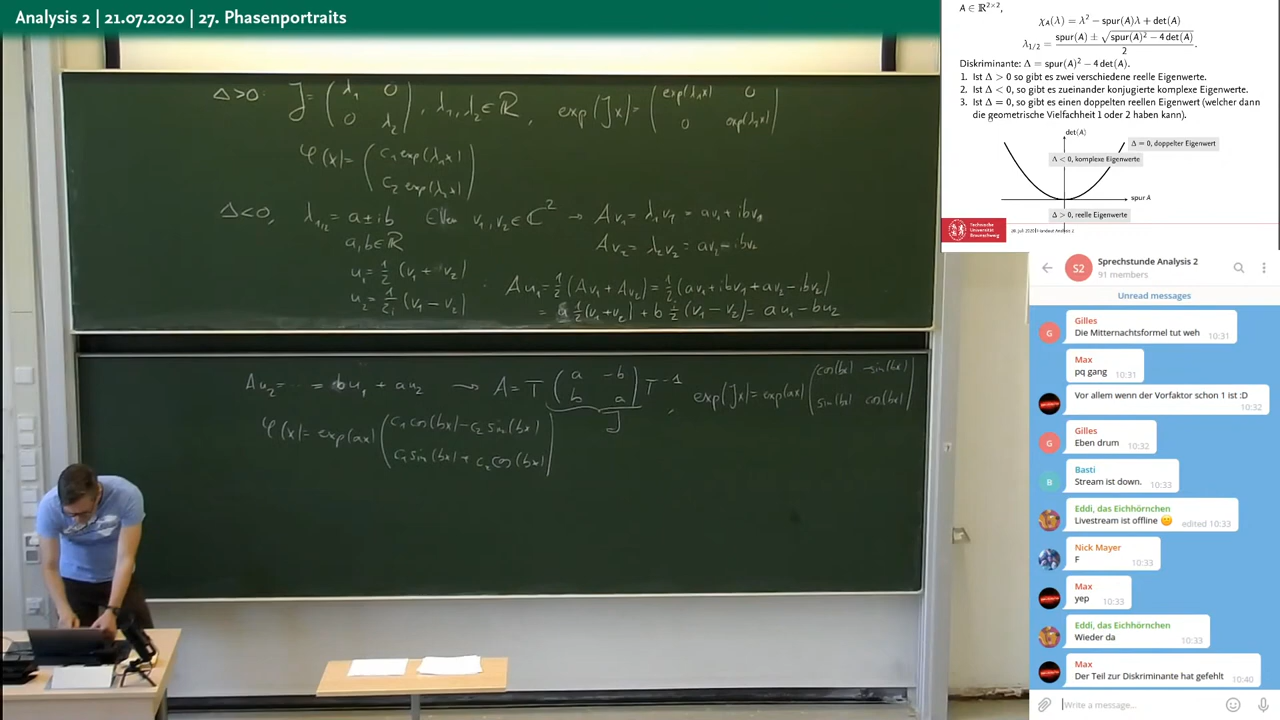 Analysis 2 | 21.07.2020 | 27. Phasenportraits
Δ>0: J = (λ₁ 0 / 0 λ₂), λ₁,λ₂∈ℝ, exp(Jx) = (exp(λ₁x) 0 / 0 exp(λ₂x))
φ(x) = (c₁ exp(λ₁x) / c₂ exp(λ₂x))
Δ<0, λ₁/₂ = a±ib v₁,v₂∈ℂ² → Av₁ = λ₁v₁ = av₁+ibv₁
a,b∈ℝ Av₂ = λ₂v₂ = av₂-ibv₂
u₁ = 1/2 (v₁+v₂)
u₂ = 1/2i (v₁-v₂)
Au₁ = 1/2 (Av₁+Av₂) = 1/2 (av₁+ibv₁+av₂-ibv₂)
= a 1/2 (v₁+v₂) + b i/2 (v₁-v₂) = au₁-bu₂
Au₂ = ... = bu₁ + au₂ → A = T (a -b / b a) T⁻¹, exp(Jx) = exp(ax) (cos(bx) -sin(bx) / sin(bx) cos(bx))
J
φ(x) = exp(ax) (c₁ cos(bx) - c₂ sin(bx) / c₁ sin(bx) + c₂ cos(bx))
A ∈ ℝ²ˣ²,
χ_A(λ) = λ² − spur(A)λ + det(A)
λ₁/₂ = (spur(A) ± √(spur(A)² − 4 det(A))) / 2.
Diskriminante: Δ = spur(A)² − 4 det(A).
1. Ist Δ > 0 so gibt es zwei verschiedene reelle Eigenwerte.
2. Ist Δ < 0, so gibt es zueinander konjugierte komplexe Eigenwerte.
3. Ist Δ = 0, so gibt es einen doppelten reellen Eigenwert (welcher dann
die geometrische Vielfachheit 1 oder 2 haben kann).
det(A)
Δ = 0, doppelter Eigenwert
Δ < 0, komplexe Eigenwerte
spur A
Δ > 0, reelle Eigenwerte
Technische
Universität
Braunschweig
S2
Sprechstunde Analysis 2
91 members
Unread messages
Gilles
G
Die Mitternachtsformel tut weh 10:31
Max
pq gang 10:31
Vor allem wenn der Vorfaktor schon 1 ist :D
10:32
Gilles
G
Eben drum 10:32
Basti
B
Stream ist down. 10:33
Eddi, das Eichhörnchen
Livestream ist offline 🙁 edited 10:33
Nick Mayer
F 10:33
Max
yep 10:33
Eddi, das Eichhörnchen
Wieder da 10:33
Max
Der Teil zur Diskriminante hat gefehlt
10:40
Write a message...